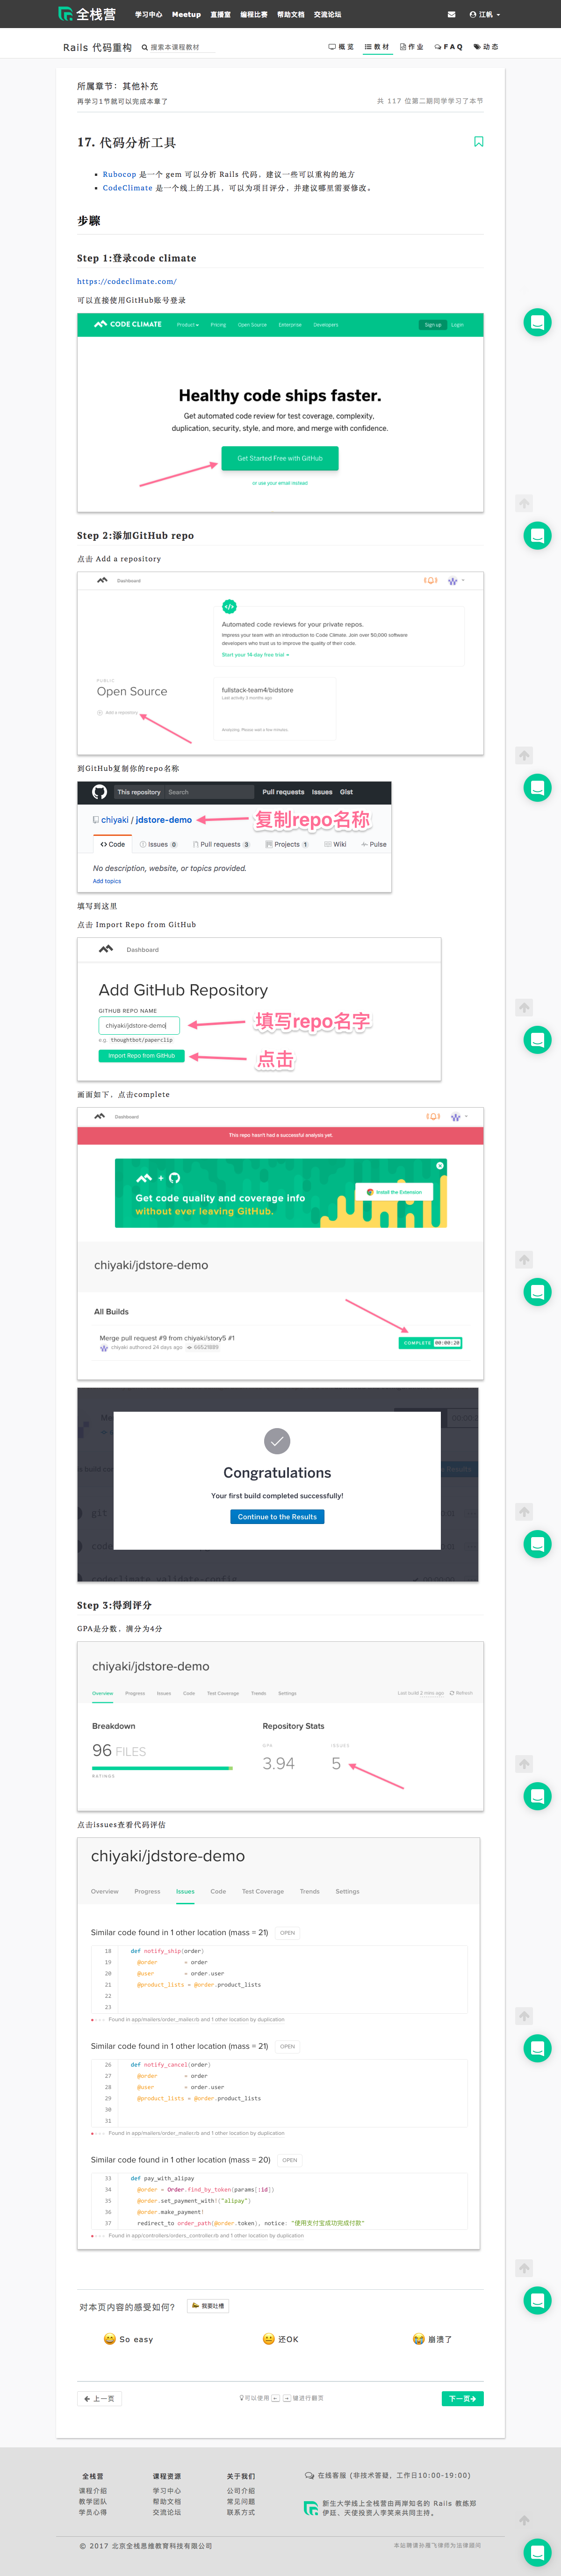 全栈营 学习中心 Meetup 直播室 编程比赛 帮助文档 交流论坛 江帆
Rails 代码重构 搜索本课程教材 概览 教材 作业 FAQ 动态
所属章节：其他补充
再学习1节就可以完成本章了 共 117 位第二期同学学习了本节
17. 代码分析工具
Rubocop 是一个 gem 可以分析 Rails 代码，建议一些可以重构的地方
CodeClimate 是一个线上的工具，可以为项目评分，并建议哪里需要修改。
步骤
Step 1:登录code climate
https://codeclimate.com/
可以直接使用GitHub账号登录
CODE CLIMATE Product Pricing Open Source Enterprise Developers Sign up Login
Healthy code ships faster.
Get automated code review for test coverage, complexity,
duplication, security, style, and more, and merge with confidence.
Get Started Free with GitHub
or use your email instead
Step 2:添加GitHub repo
点击 Add a repository
Dashboard
Automated code reviews for your private repos.
Impress your team with an introduction to Code Climate. Join over 50,000 software
developers who trust us to improve the quality of their code.
Start your 14-day free trial
PUBLIC
Open Source
fullstack-team4/bidstore
Last activity 2 months ago
Add a repository
Analyzing. Please wait a few minutes.
到GitHub复制你的repo名称
This repository Search Pull requests Issues Gist
chiyaki / jdstore-demo 复制repo名称
Code Issues 0 Pull requests 3 Projects 1 Wiki Pulse
No description, website, or topics provided.
Add topics
填写到这里
点击 Import Repo from GitHub
Dashboard
Add GitHub Repository
GITHUB REPO NAME
chiyaki/jdstore-demo 填写repo名字
e.g. thoughtbot/paperclip
Import Repo from GitHub 点击
画面如下，点击complete
Dashboard
This repo hasn't had a successful analysis yet.
Get code quality and coverage info
without ever leaving GitHub.
Install the Extension
chiyaki/jdstore-demo
All Builds
Merge pull request #9 from chiyaki/story5 #1
chiyaki authored 24 days ago
COMPLETE 00:00:20
Congratulations
Your first build completed successfully!
Continue to the Results
Step 3:得到评分
GPA是分数，满分为4分
chiyaki/jdstore-demo
Overview Progress Issues Code Test Coverage Trends Settings Last build 2 mins ago Refresh
Breakdown Repository Stats
GPA ISSUES
96 FILES 3.94 5
RATINGS
点击issues查看代码评估
chiyaki/jdstore-demo
Overview Progress Issues Code Test Coverage Trends Settings
Similar code found in 1 other location (mass = 21) OPEN
18 def notify_ship(order)
19 @order = order
20 @user = order.user
21 @product_lists = @order.product_lists
22
23
Found in app/mailers/order_mailer.rb and 1 other location by duplication
Similar code found in 1 other location (mass = 21) OPEN
26 def notify_cancel(order)
27 @order = order
28 @user = order.user
29 @product_lists = @order.product_lists
30
31
Found in app/mailers/order_mailer.rb and 1 other location by duplication
Similar code found in 1 other location (mass = 20) OPEN
33 def pay_with_alipay
34 @order = Order.find_by_token(params[:id])
35 @order.set_payment_with!("alipay")
36 @order.make_payment!
37 redirect_to order_path(@order.token), notice: "使用支付宝成功完成付款"
Found in app/controllers/orders_controller.rb and 1 other location by duplication
对本页内容的感受如何? 我要吐槽
So easy 还OK 崩溃了
上一页 可以使用 ← → 键进行翻页 下一页
全栈营 课程资源 关于我们 在线客服 (非技术答疑，工作日10:00-19:00)
课程介绍 学习中心 公司介绍
教学团队 帮助文档 常见问题
学员心得 交流论坛 联系方式
新生大学线上全栈营由两岸知名的 Rails 教练郑
伊廷、天使投资人李笑来共同主持。
© 2017 北京全栈思维教育科技有限公司